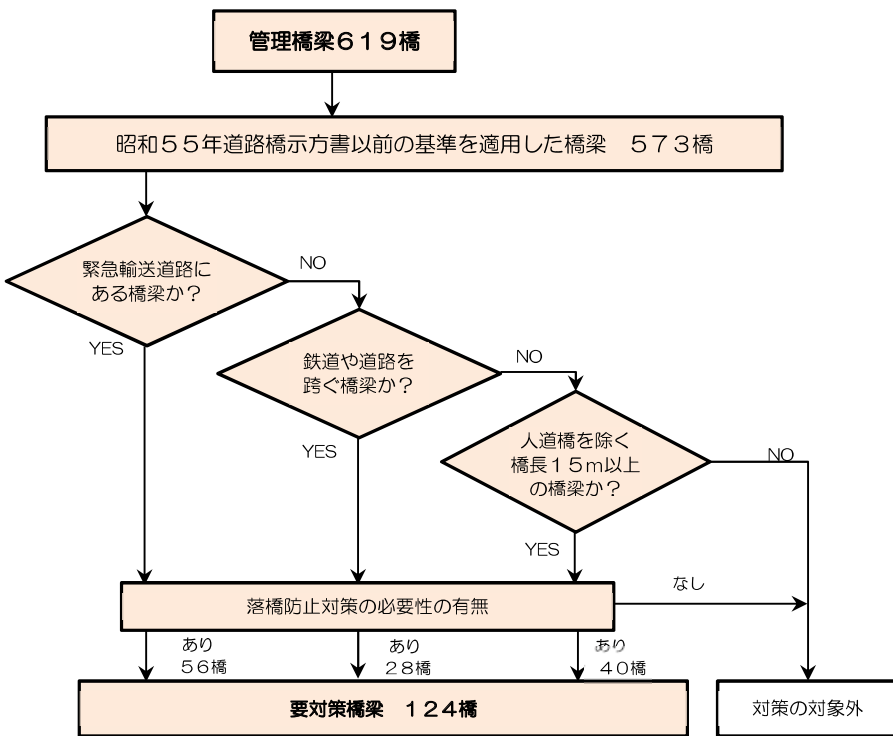 管理橋梁６１９橋
昭和５５年道路橋示方書以前の基準を適用した橋梁　５７３橋
緊急輸送道路に
ある橋梁か？
NO
YES
鉄道や道路を
跨ぐ橋梁か？
NO
YES
人道橋を除く
橋長１５ｍ以上
の橋梁か？
NO
YES
落橋防止対策の必要性の有無
なし
あり
５６橋
あり
２８橋
あり
４０橋
要対策橋梁　１２４橋
対策の対象外